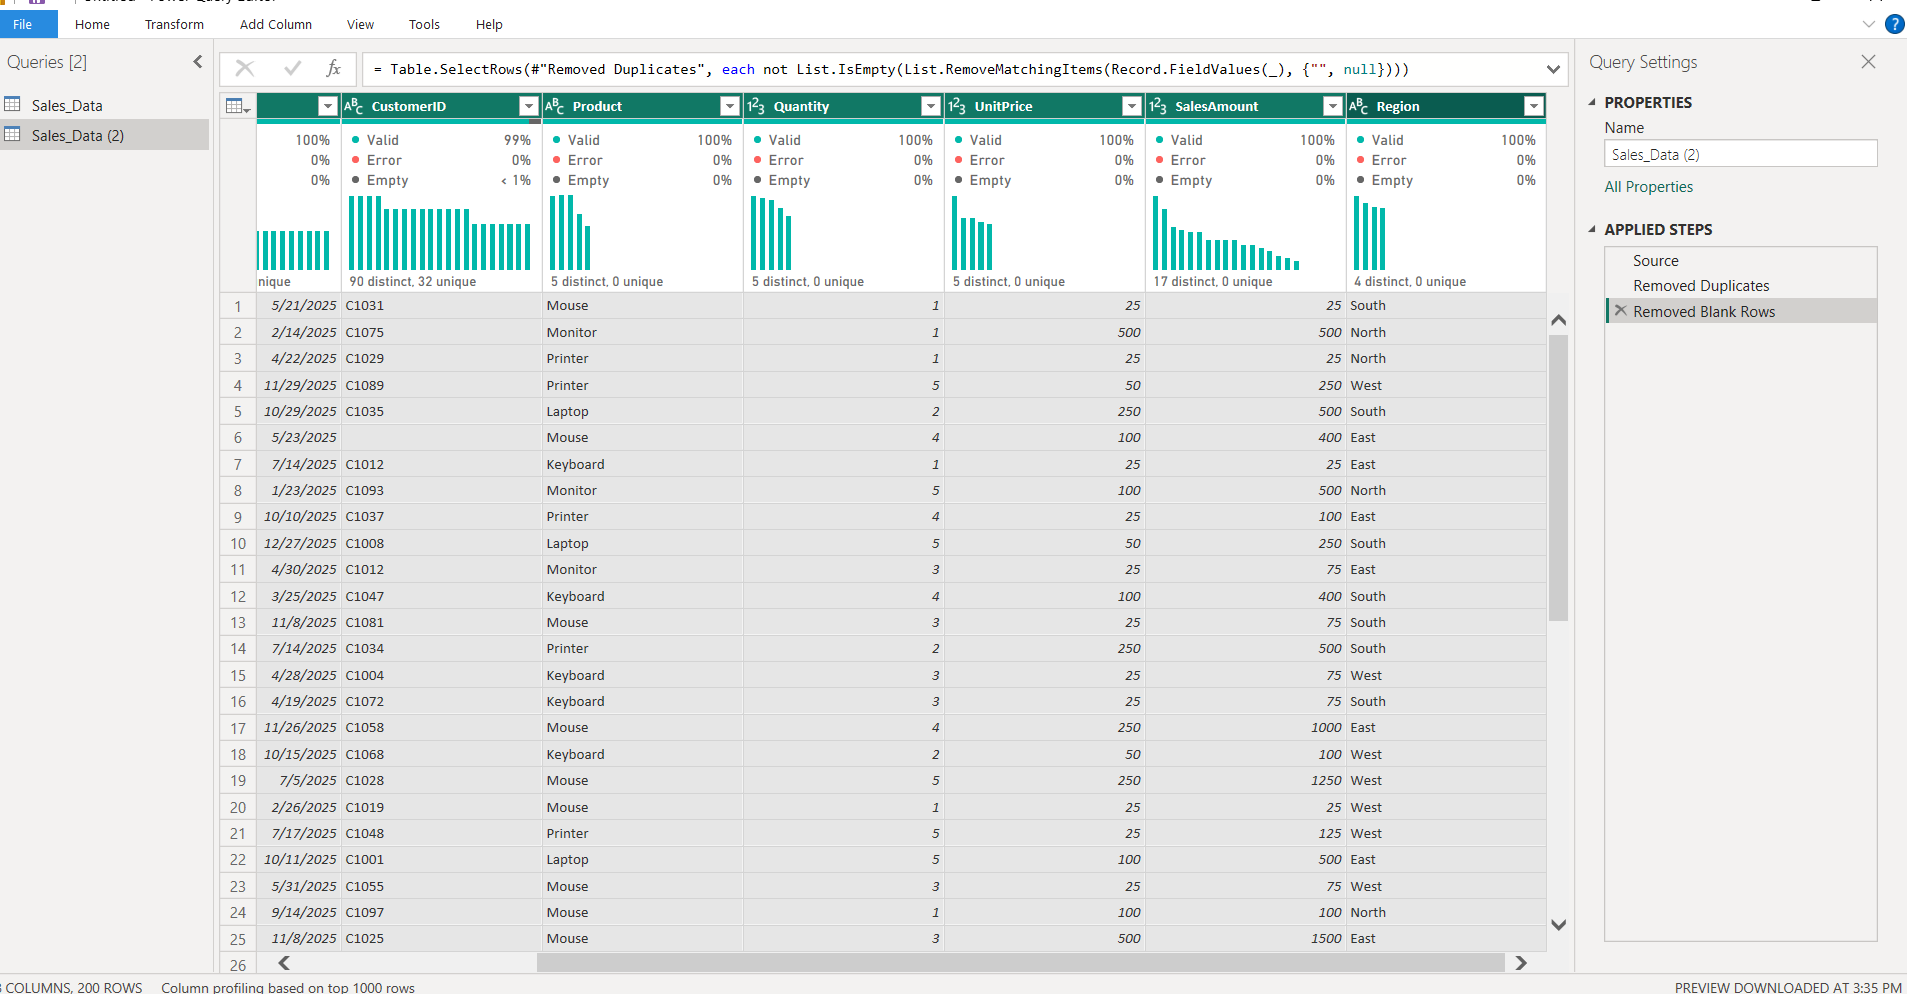 File Home Transform Add Column View Tools Help ?
Queries [2]
Sales_Data
Sales_Data (2)
fx = Table.SelectRows(#"Removed Duplicates", each not List.IsEmpty(List.RemoveMatchingItems(Record.FieldValues(_), {"", null})))
ABC CustomerID ABC Product 123 Quantity 123 UnitPrice 123 SalesAmount ABC Region
100% Valid 99% Valid 100% Valid 100% Valid 100% Valid 100% Valid 100%
0% Error 0% Error 0% Error 0% Error 0% Error 0% Error 0%
0% Empty < 1% Empty 0% Empty 0% Empty 0% Empty 0% Empty 0%
nique 90 distinct, 32 unique 5 distinct, 0 unique 5 distinct, 0 unique 5 distinct, 0 unique 17 distinct, 0 unique 4 distinct, 0 unique
1 5/21/2025 C1031 Mouse 1 25 25 South
2 2/14/2025 C1075 Monitor 1 500 500 North
3 4/22/2025 C1029 Printer 1 25 25 North
4 11/29/2025 C1089 Printer 5 50 250 West
5 10/29/2025 C1035 Laptop 2 250 500 South
6 5/23/2025 Mouse 4 100 400 East
7 7/14/2025 C1012 Keyboard 1 25 25 East
8 1/23/2025 C1093 Monitor 5 100 500 North
9 10/10/2025 C1037 Printer 4 25 100 East
10 12/27/2025 C1008 Laptop 5 50 250 South
11 4/30/2025 C1012 Monitor 3 25 75 East
12 3/25/2025 C1047 Keyboard 4 100 400 South
13 11/8/2025 C1081 Mouse 3 25 75 South
14 7/14/2025 C1034 Printer 2 250 500 South
15 4/28/2025 C1004 Keyboard 3 25 75 West
16 4/19/2025 C1072 Keyboard 3 25 75 South
17 11/26/2025 C1058 Mouse 4 250 1000 East
18 10/15/2025 C1068 Keyboard 2 50 100 West
19 7/5/2025 C1028 Mouse 5 250 1250 West
20 2/26/2025 C1019 Mouse 1 25 25 West
21 7/17/2025 C1048 Printer 5 25 125 West
22 10/11/2025 C1001 Laptop 5 100 500 East
23 5/31/2025 C1055 Mouse 3 25 75 West
24 9/14/2025 C1097 Mouse 1 100 100 North
25 11/8/2025 C1025 Mouse 3 500 1500 East
26
Query Settings
PROPERTIES
Name
Sales_Data (2)
All Properties
APPLIED STEPS
Source
Removed Duplicates
Removed Blank Rows
COLUMNS, 200 ROWS Column profiling based on top 1000 rows
PREVIEW DOWNLOADED AT 3:35 PM